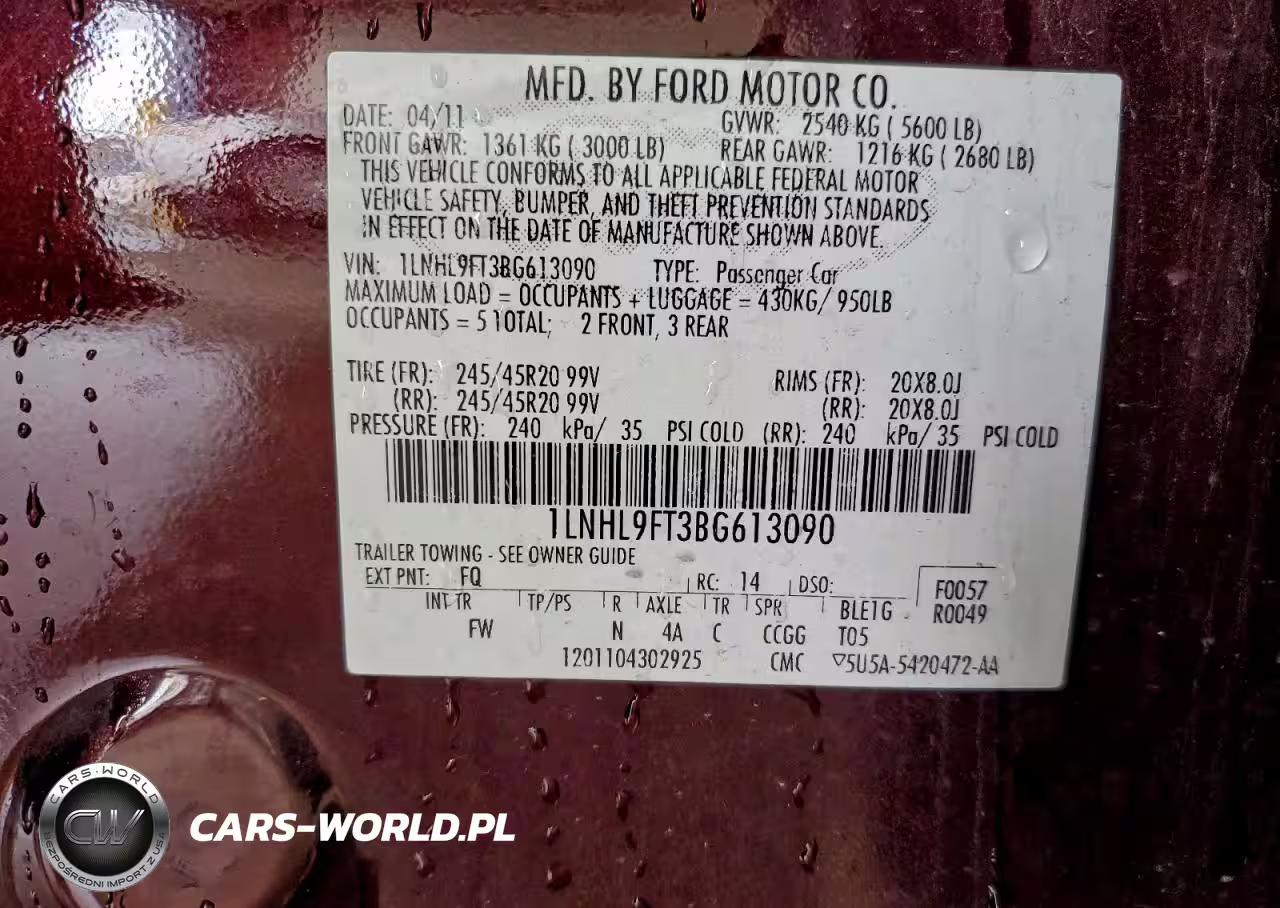 MFD. BY FORD MOTOR CO.
DATE: 04/11 GVWR: 2540 KG ( 5600 LB)
FRONT GAWR: 1361 KG ( 3000 LB) REAR GAWR: 1216 KG ( 2680 LB)
THIS VEHICLE CONFORMS TO ALL APPLICABLE FEDERAL MOTOR
VEHICLE SAFETY, BUMPER, AND THEFT PREVENTION STANDARDS
IN EFFECT ON THE DATE OF MANUFACTURE SHOWN ABOVE.
VIN: 1LNHL9FT3BG613090 TYPE: Passenger Car
MAXIMUM LOAD = OCCUPANTS + LUGGAGE = 430KG/ 950LB
OCCUPANTS = 5 TOTAL; 2 FRONT, 3 REAR
TIRE (FR): 245/45R20 99V RIMS (FR): 20X8.0J
(RR): 245/45R20 99V (RR): 20X8.0J
PRESSURE (FR): 240 kPa/ 35 PSI COLD (RR): 240 kPa/ 35 PSI COLD
1LNHL9FT3BG613090
TRAILER TOWING - SEE OWNER GUIDE
EXT PNT: FQ RC: 14 DSO: F0057
INT TR TP/PS R AXLE TR SPR BLETG R0049
FW N 4A C CCGG T05
1201104302925 CMC ▽5U5A-5420472-AA
CARS-WORLD
CW
BEZPOŚREDNI IMPORT Z USA
CARS-WORLD.PL